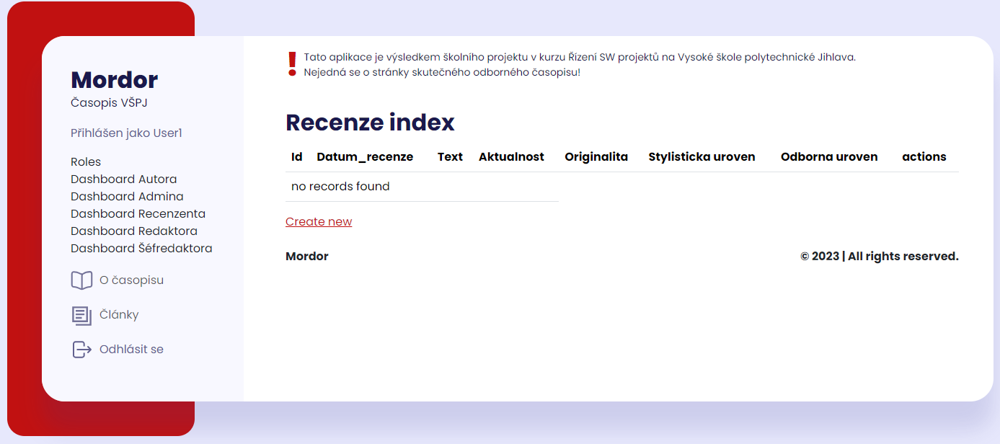 Mordor
Časopis VŠPJ
Přihlášen jako User1
Roles
Dashboard Autora
Dashboard Admina
Dashboard Recenzenta
Dashboard Redaktora
Dashboard Šéfredaktora
O časopisu
Články
Odhlásit se
Tato aplikace je výsledkem školního projektu v kurzu Řízení SW projektů na Vysoké škole polytechnické Jihlava.
Nejedná se o stránky skutečného odborného časopisu!
Recenze index
Id Datum_recenze Text Aktualnost Originalita Stylisticka uroven Odborna uroven actions
no records found
Create new
Mordor © 2023 | All rights reserved.